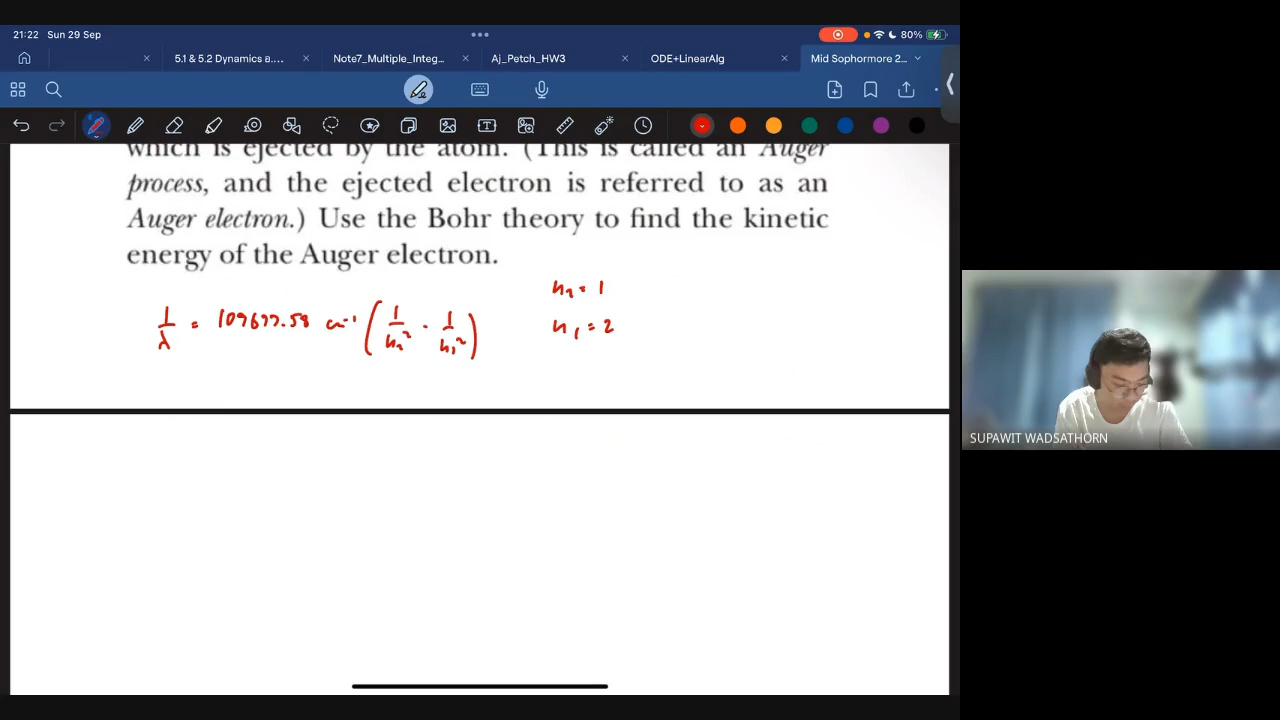 21:22 Sun 29 Sep
80%
5.1 & 5.2 Dynamics a....
Note7_Multiple_Integ...
Aj_Petch_HW3
ODE+LinearAlg
Mid Sophormore 2...
which is ejected by the atom. (This is called an Auger
process, and the ejected electron is referred to as an
Auger electron.) Use the Bohr theory to find the kinetic
energy of the Auger electron.
n₂ = 1
1/λ = 109677.58 cm⁻¹ (1/n₂² - 1/n₁²)
n₁ = 2
SUPAWIT WADSATHORN